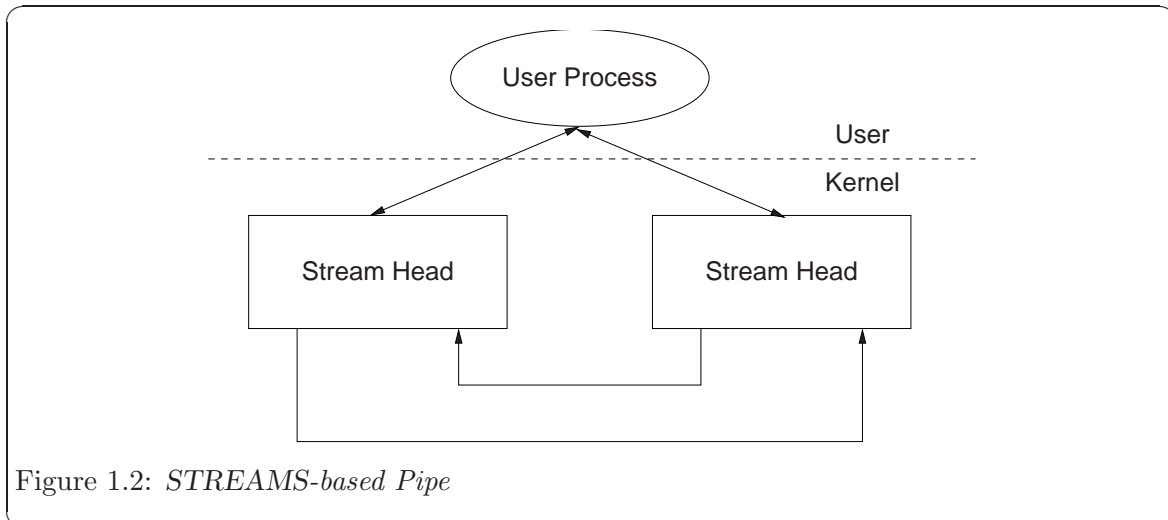 User Process
User
Kernel
Stream Head
Stream Head
Figure 1.2: STREAMS-based Pipe